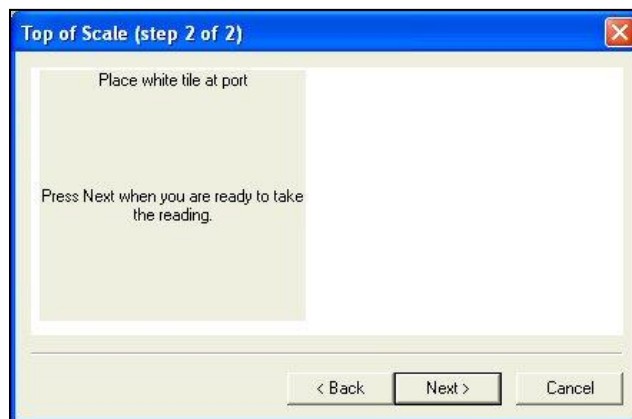 Top of Scale (step 2 of 2)
Place white tile at port
Press Next when you are ready to take
the reading.
< Back
Next >
Cancel